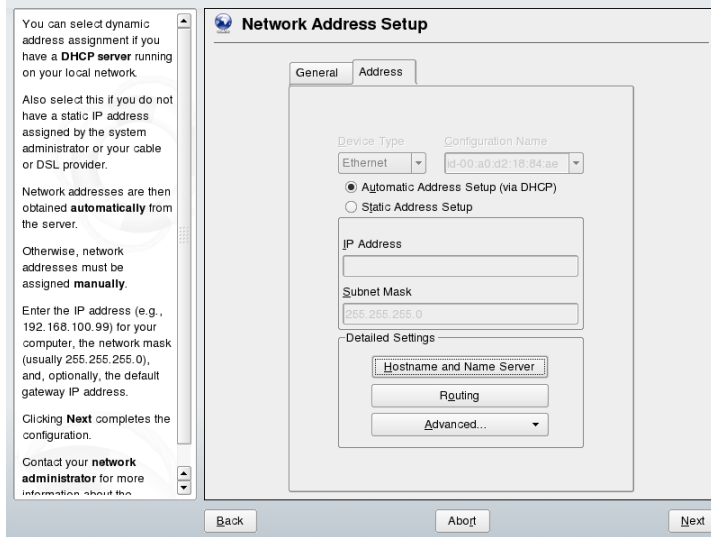 You can select dynamic
address assignment if you
have a DHCP server running
on your local network.
Also select this if you do not
have a static IP address
assigned by the system
administrator or your cable
or DSL provider.
Network addresses are then
obtained automatically from
the server.
Otherwise, network
addresses must be
assigned manually.
Enter the IP address (e.g.,
192.168.100.99) for your
computer, the network mask
(usually 255.255.255.0),
and, optionally, the default
gateway IP address.
Clicking Next completes the
configuration.
Contact your network
administrator for more
information about the
Network Address Setup
General
Address
Device Type
Configuration Name
Ethernet
id-00:a0:d2:18:84:ae
Automatic Address Setup (via DHCP)
Static Address Setup
IP Address
Subnet Mask
255.255.255.0
Detailed Settings
Hostname and Name Server
Routing
Advanced...
Back
Abort
Next